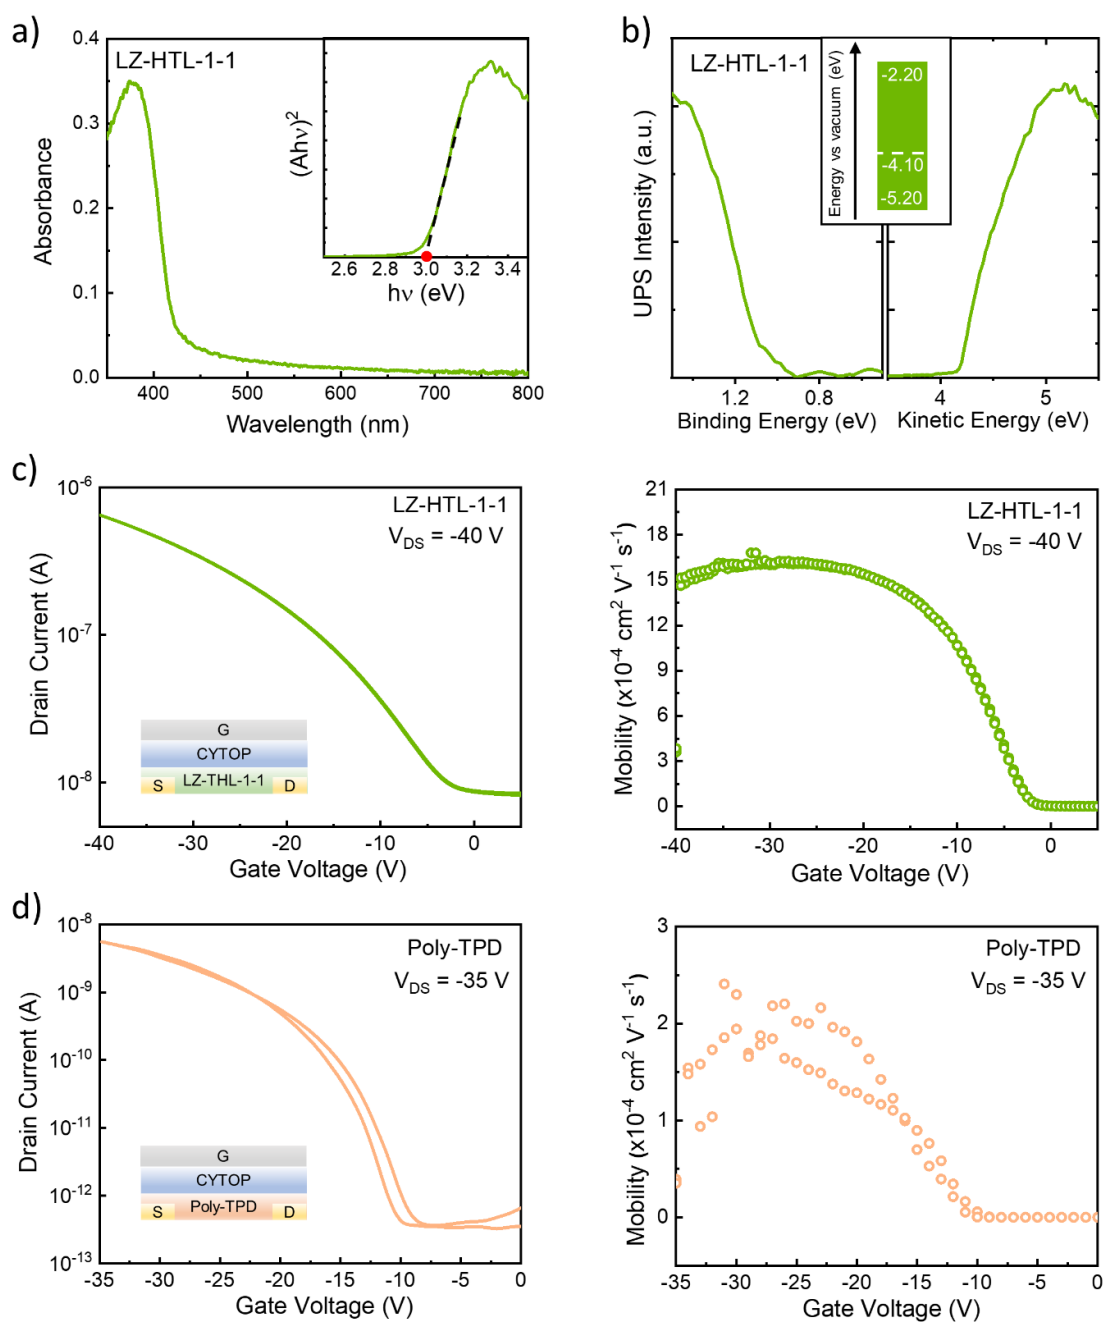 a)
LZ-HTL-1-1
Absorbance
0.4
0.3
0.2
0.1
0.0
400 500 600 700 800
Wavelength (nm)
(Ahν)²
2.6 2.8 3.0 3.2 3.4
hν (eV)
b)
LZ-HTL-1-1
UPS Intensity (a.u.)
Energy vs vacuum (eV)
-2.20
-4.10
-5.20
1.2 0.8
Binding Energy (eV)
4 5
Kinetic Energy (eV)
c)
LZ-HTL-1-1
V_DS = -40 V
Drain Current (A)
10⁻⁶
10⁻⁷
10⁻⁸
G
CYTOP
S LZ-THL-1-1 D
-40 -30 -20 -10 0
Gate Voltage (V)
LZ-HTL-1-1
V_DS = -40 V
Mobility (x10⁻⁴ cm² V⁻¹ s⁻¹)
21
18
15
12
9
6
3
0
-40 -30 -20 -10 0
Gate Voltage (V)
d)
Poly-TPD
V_DS = -35 V
Drain Current (A)
10⁻⁸
10⁻⁹
10⁻¹⁰
10⁻¹¹
10⁻¹²
10⁻¹³
G
CYTOP
S Poly-TPD D
-35 -30 -25 -20 -15 -10 -5 0
Gate Voltage (V)
Poly-TPD
V_DS = -35 V
Mobility (x10⁻⁴ cm² V⁻¹ s⁻¹)
3
2
1
0
-35 -30 -25 -20 -15 -10 -5 0
Gate Voltage (V)